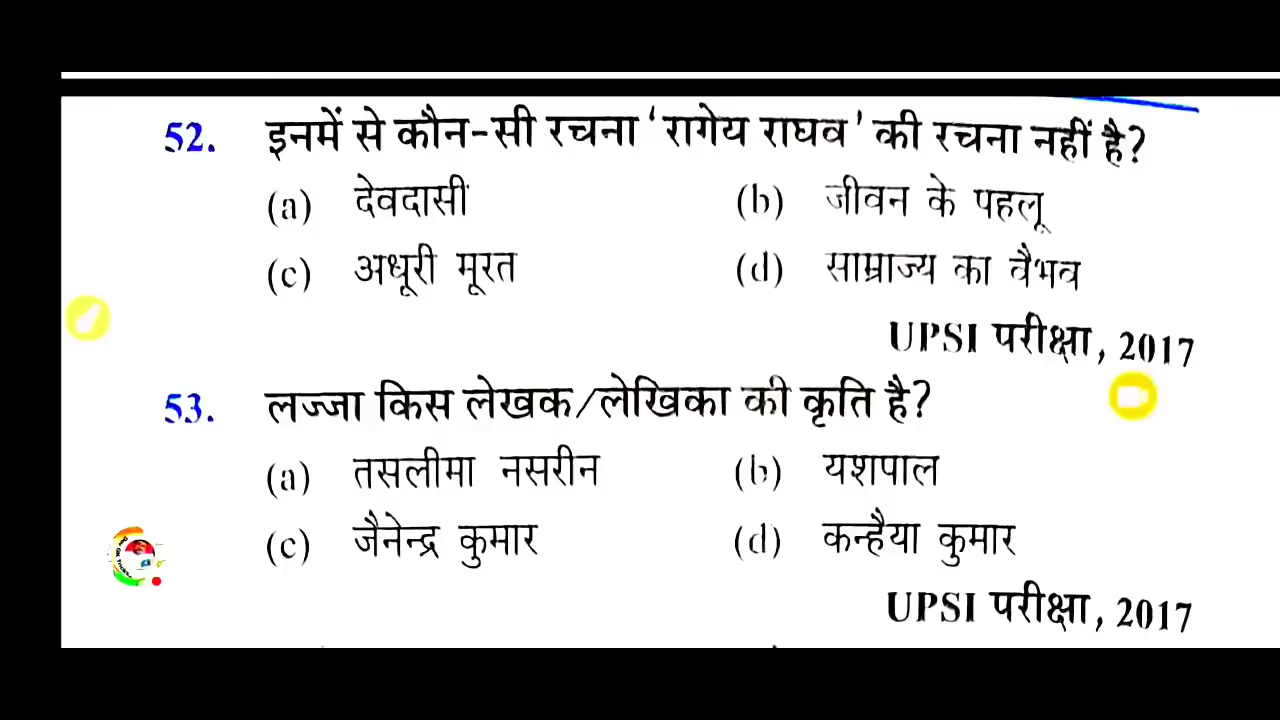 52. इनमें से कौन-सी रचना 'रागेय राघव' की रचना नहीं है?
(a) देवदासी (b) जीवन के पहलू
(c) अधूरी मूरत (d) साम्राज्य का वैभव
UPSI परीक्षा, 2017
53. लज्जा किस लेखक/लेखिका की कृति है?
(a) तसलीमा नसरीन (b) यशपाल
(c) जैनेन्द्र कुमार (d) कन्हैया कुमार
UPSI परीक्षा, 2017